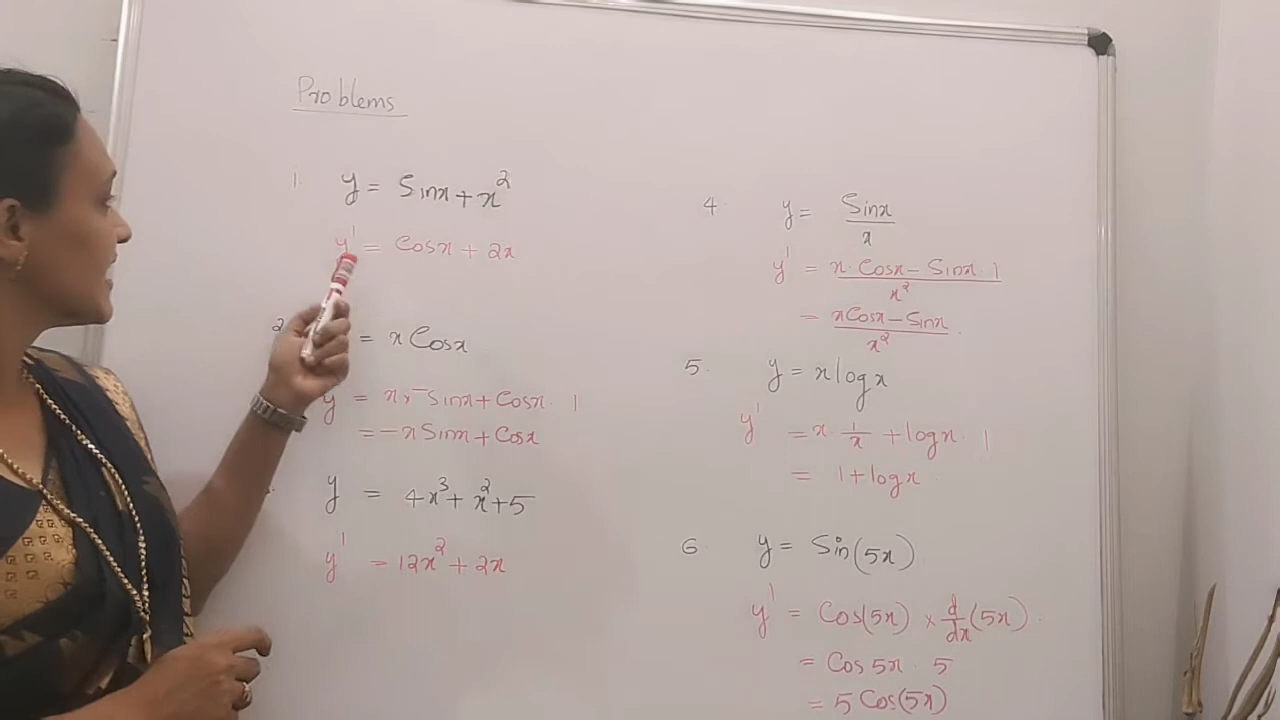 Problems
1. y = Sinx + x²
y' = Cosx + 2x
2 = x Cosx
y = x × -Sinx + Cosx · 1
= -x Sinx + Cosx
y = 4x³ + x² + 5
y' = 12x² + 2x
4. y = Sinx / x
y' = (x · Cosx - Sinx · 1) / x²
= (x Cosx - Sinx) / x²
5. y = x log x
y' = x · 1/x + log x · 1
= 1 + log x
6. y = Sin (5x)
y' = Cos(5x) × d/dx (5x)
= Cos 5x · 5
= 5 Cos(5x)